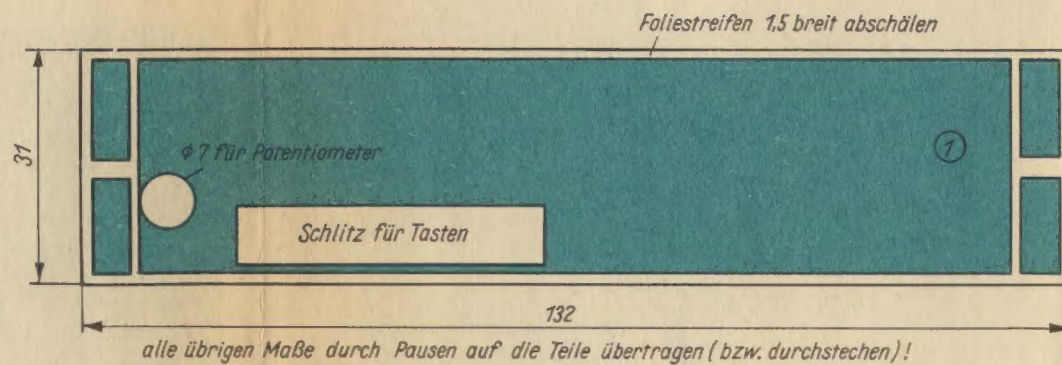 Foliestreifen 1,5 breit abschälen
31
ϕ 7 für Potentiometer
1
Schlitz für Tasten
132
alle übrigen Maße durch Pausen auf die Teile übertragen (bzw. durchstechen)!